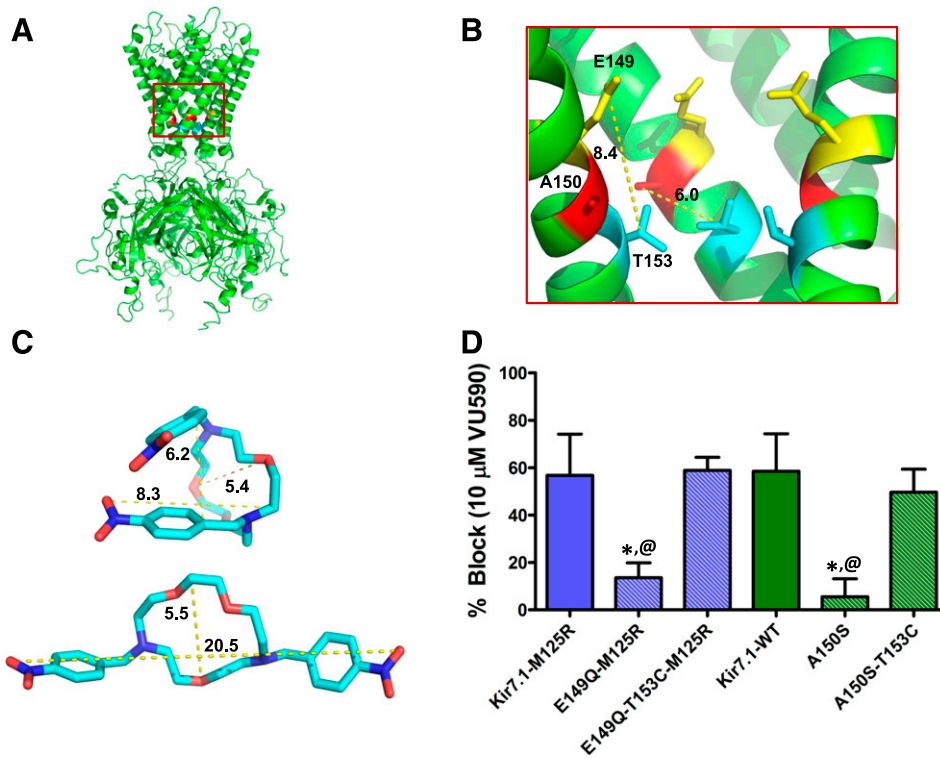 A
B
E149
8.4
A150
6.0
T153
C
6.2
5.4
8.3
5.5
20.5
D
% Block (10 μM VU590)
100
80
60
40
20
0
*,@
*,@
Kir7.1-M125R
E149Q-M125R
E149Q-T153C-M125R
Kir7.1-WT
A150S
A150S-T153C